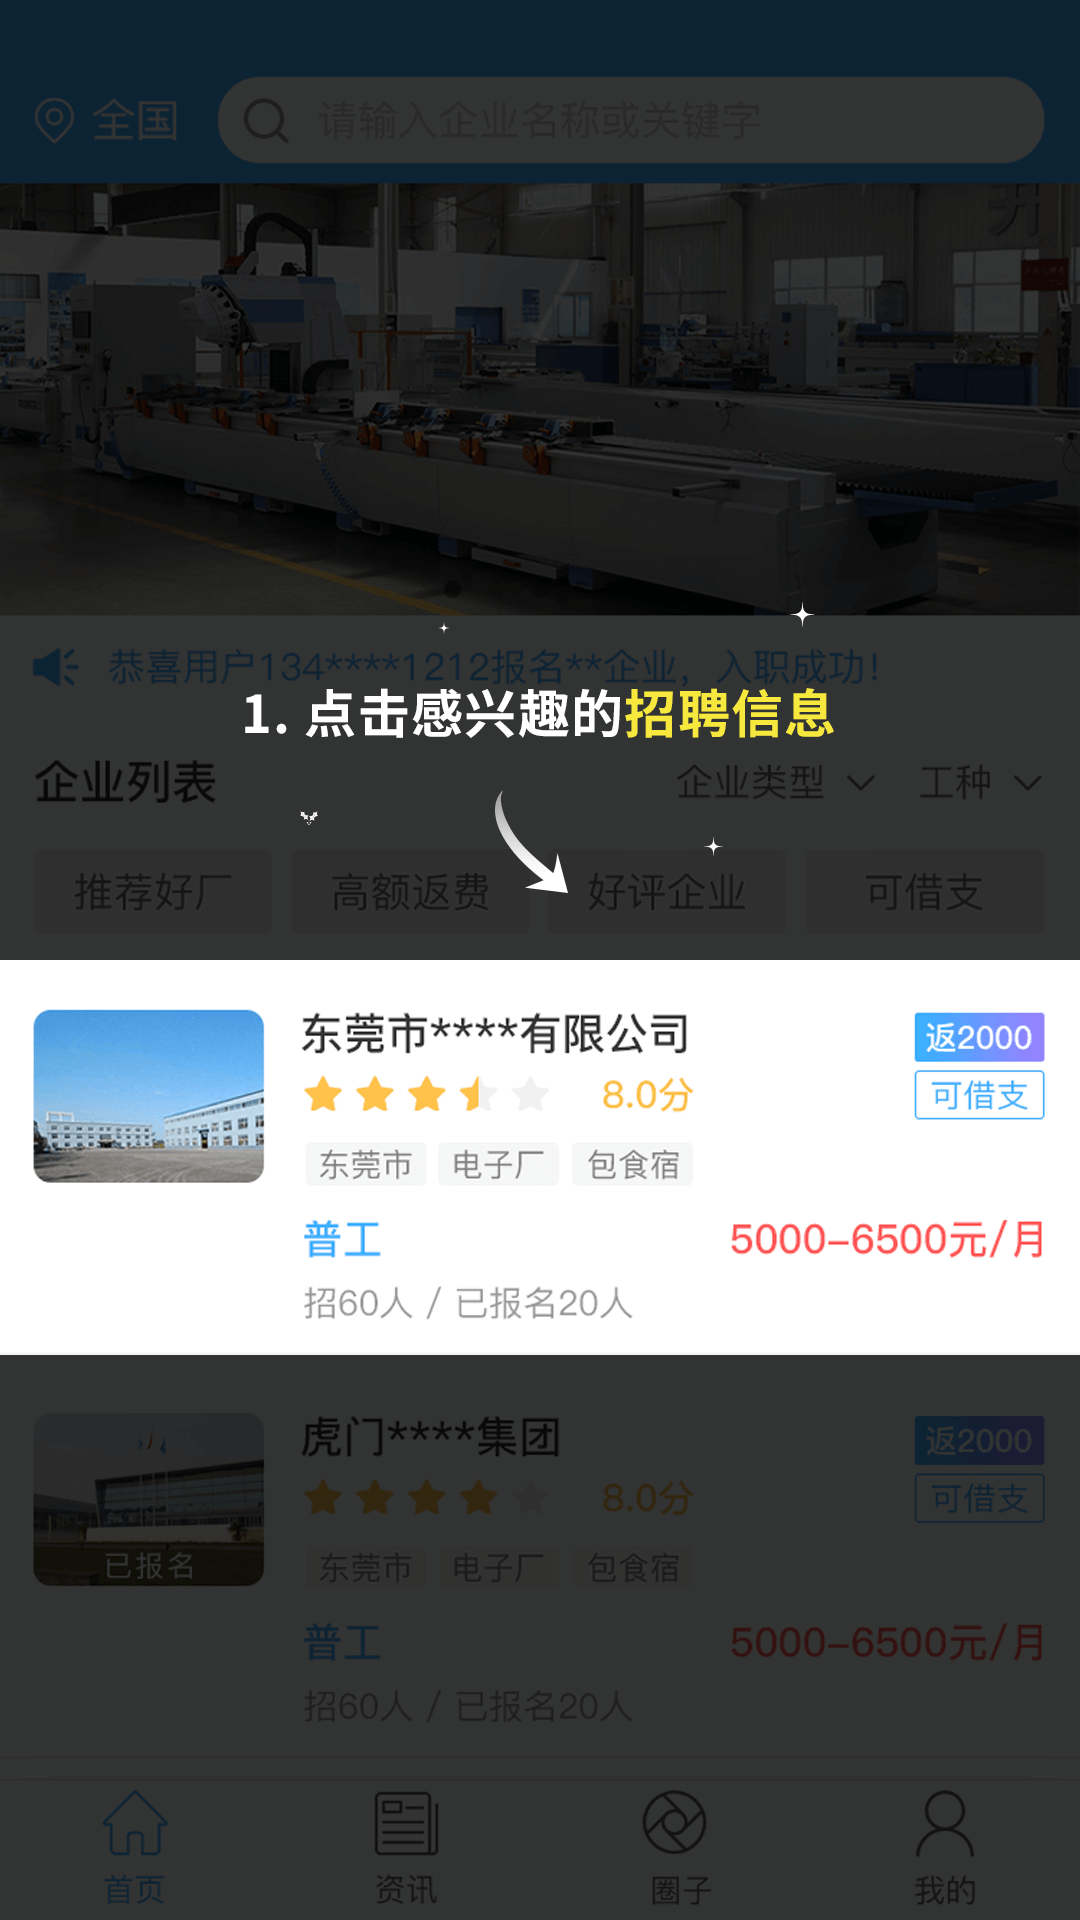 全国
请输入企业名称或关键字
恭喜用户134****1212报名**企业，入职成功！
1. 点击感兴趣的招聘信息
企业列表 企业类型 工种
推荐好厂 高额返费 好评企业 可借支
东莞市****有限公司 返2000
8.0分 可借支
东莞市 电子厂 包食宿
普工 5000-6500元/月
招60人 / 已报名20人
虎门****集团 返2000
8.0分 可借支
已报名 东莞市 电子厂 包食宿
普工 5000-6500元/月
招60人 / 已报名20人
首页 资讯 圈子 我的